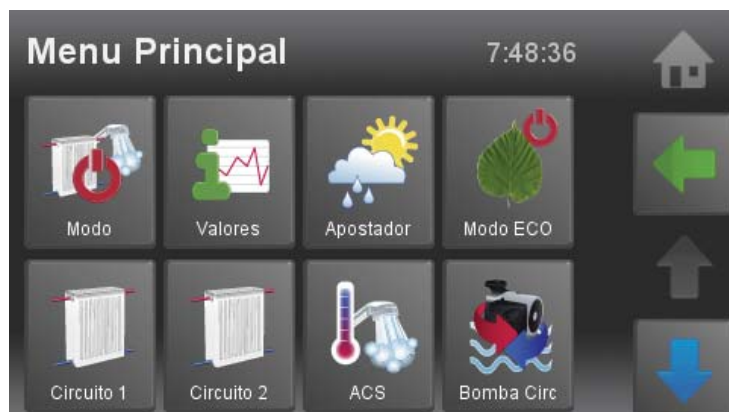 Menu Principal 7:48:36
Modo Valores Apostador Modo ECO
Circuito 1 Circuito 2 ACS Bomba Circ